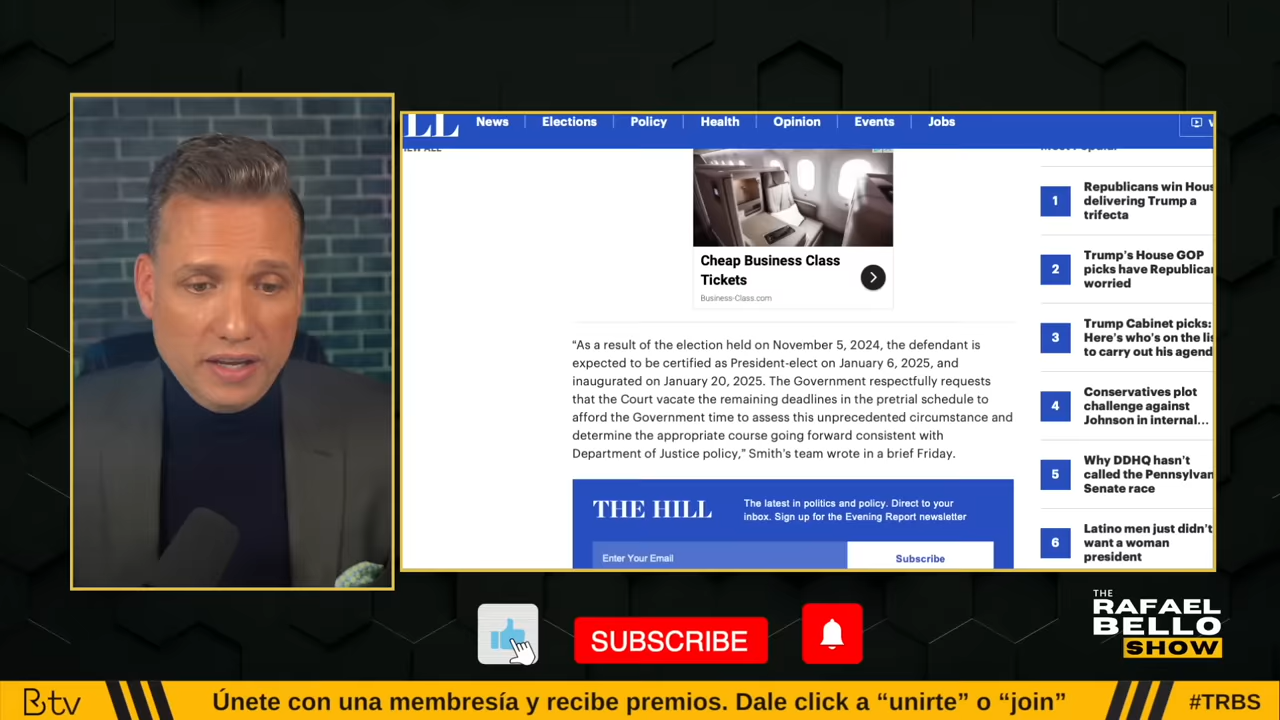 LL
News
Elections
Policy
Health
Opinion
Events
Jobs
Cheap Business Class
Tickets
Business-Class.com
"As a result of the election held on November 5, 2024, the defendant is
expected to be certified as President-elect on January 6, 2025, and
inaugurated on January 20, 2025. The Government respectfully requests
that the Court vacate the remaining deadlines in the pretrial schedule to
afford the Government time to assess this unprecedented circumstance and
determine the appropriate course going forward consistent with
Department of Justice policy," Smith's team wrote in a brief Friday.
THE HILL
The latest in politics and policy. Direct to your
inbox. Sign up for the Evening Report newsletter
Enter Your Email
Subscribe
1
Republicans win Hous
delivering Trump a
trifecta
2
Trump's House GOP
picks have Republican
worried
3
Trump Cabinet picks:
Here's who's on the lis
to carry out his agend
4
Conservatives plot
challenge against
Johnson in internal...
5
Why DDHQ hasn't
called the Pennsylvan
Senate race
6
Latino men just didn't
want a woman
president
SUBSCRIBE
THE
RAFAEL
BELLO
SHOW
Btv
Únete con una membresía y recibe premios. Dale click a “unirte” o “join”
#TRBS